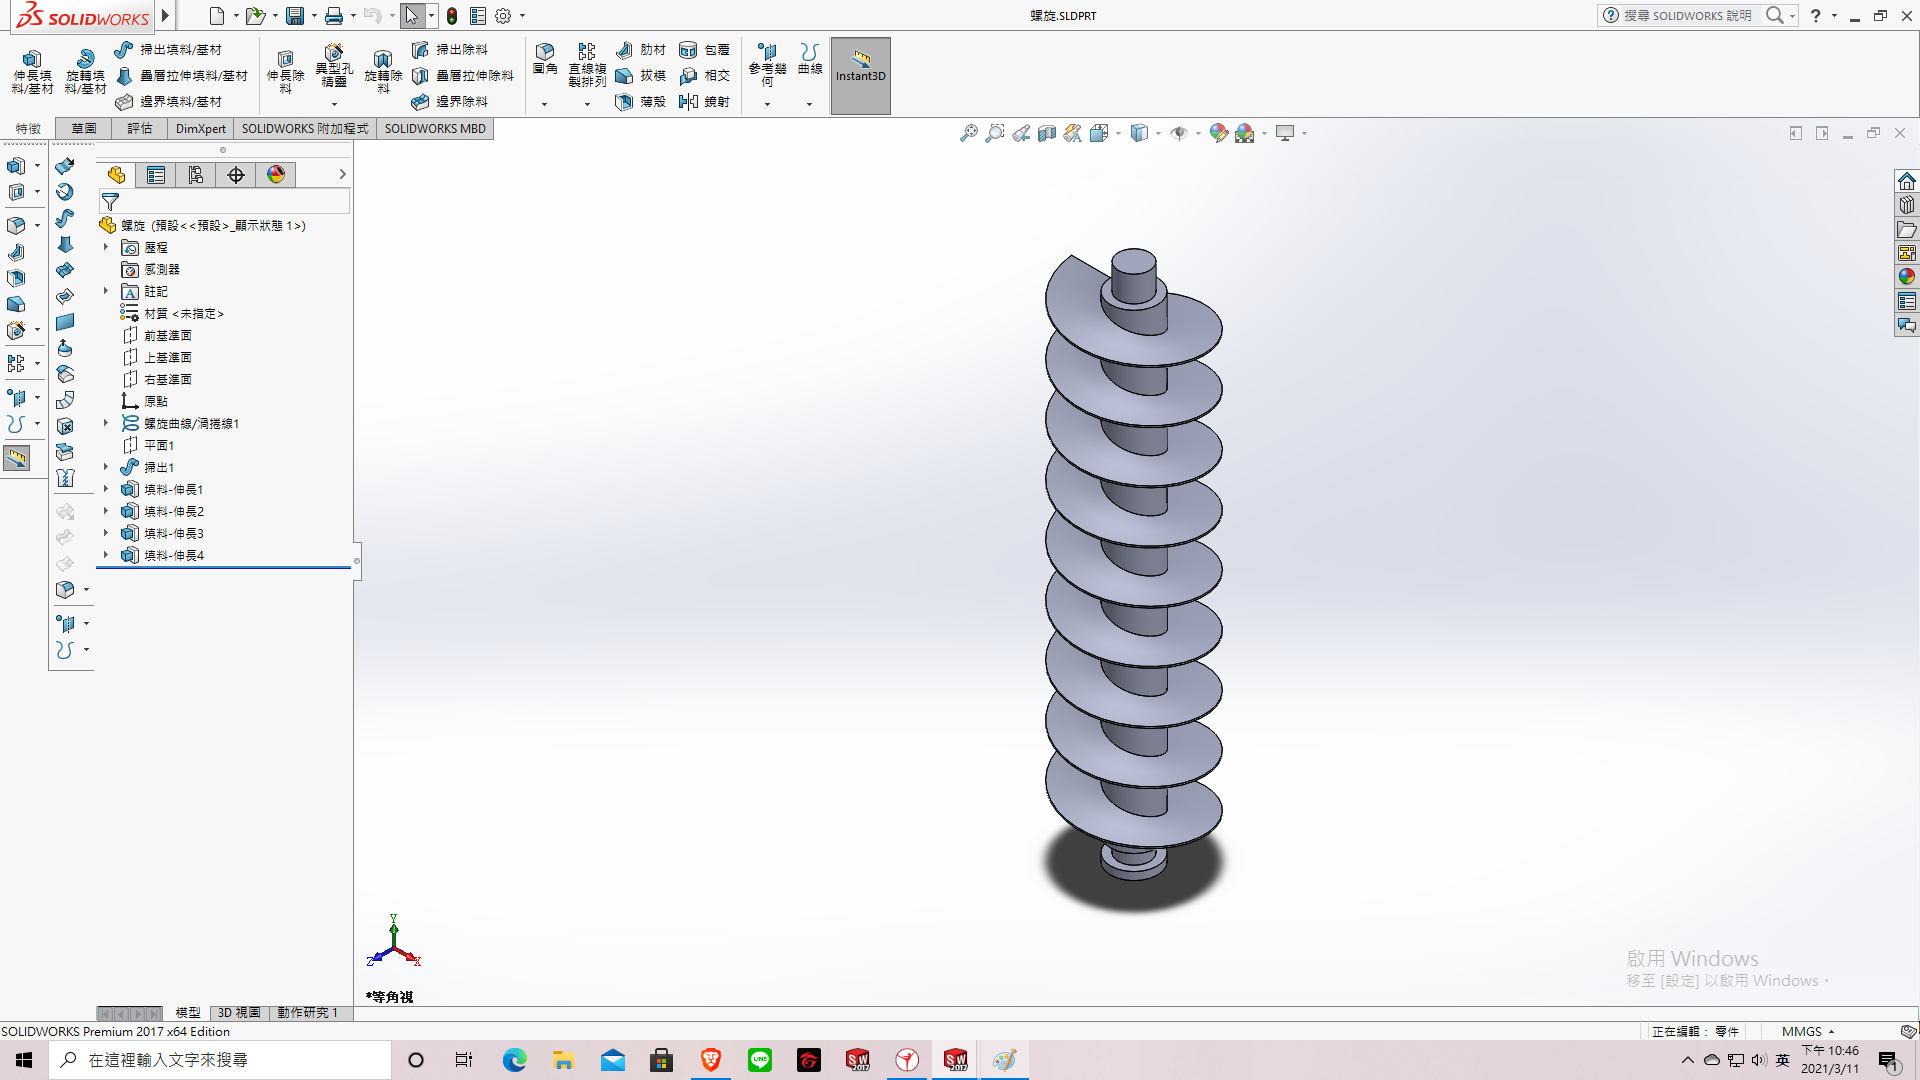 SOLIDWORKS
螺旋.SLDPRT
搜尋 SOLIDWORKS 說明
伸長填料/基材
旋轉填料/基材
掃出填料/基材
疊層拉伸填料/基材
邊界填料/基材
伸長除料
異型孔精靈
旋轉除料
掃出除料
疊層拉伸除料
邊界除料
圓角
直線複製排列
肋材
拔模
薄殼
包覆
相交
鏡射
參考幾何
曲線
Instant3D
特徵
草圖
評估
DimXpert
SOLIDWORKS 附加程式
SOLIDWORKS MBD
螺旋 (預設<<預設>_顯示狀態 1>)
歷程
感測器
註記
材質 <未指定>
前基準面
上基準面
右基準面
原點
螺旋曲線/渦捲線1
平面1
掃出1
填料-伸長1
填料-伸長2
填料-伸長3
填料-伸長4
Y
Z
X
*等角視
啟用 Windows
移至 [設定] 以啟用 Windows。
模型
3D 視圖
動作研究 1
SOLIDWORKS Premium 2017 x64 Edition
正在編輯： 零件
MMGS
在這裡輸入文字來搜尋
LINE
SW
2017
SW
2017
英
下午 10:46
2021/3/11
1